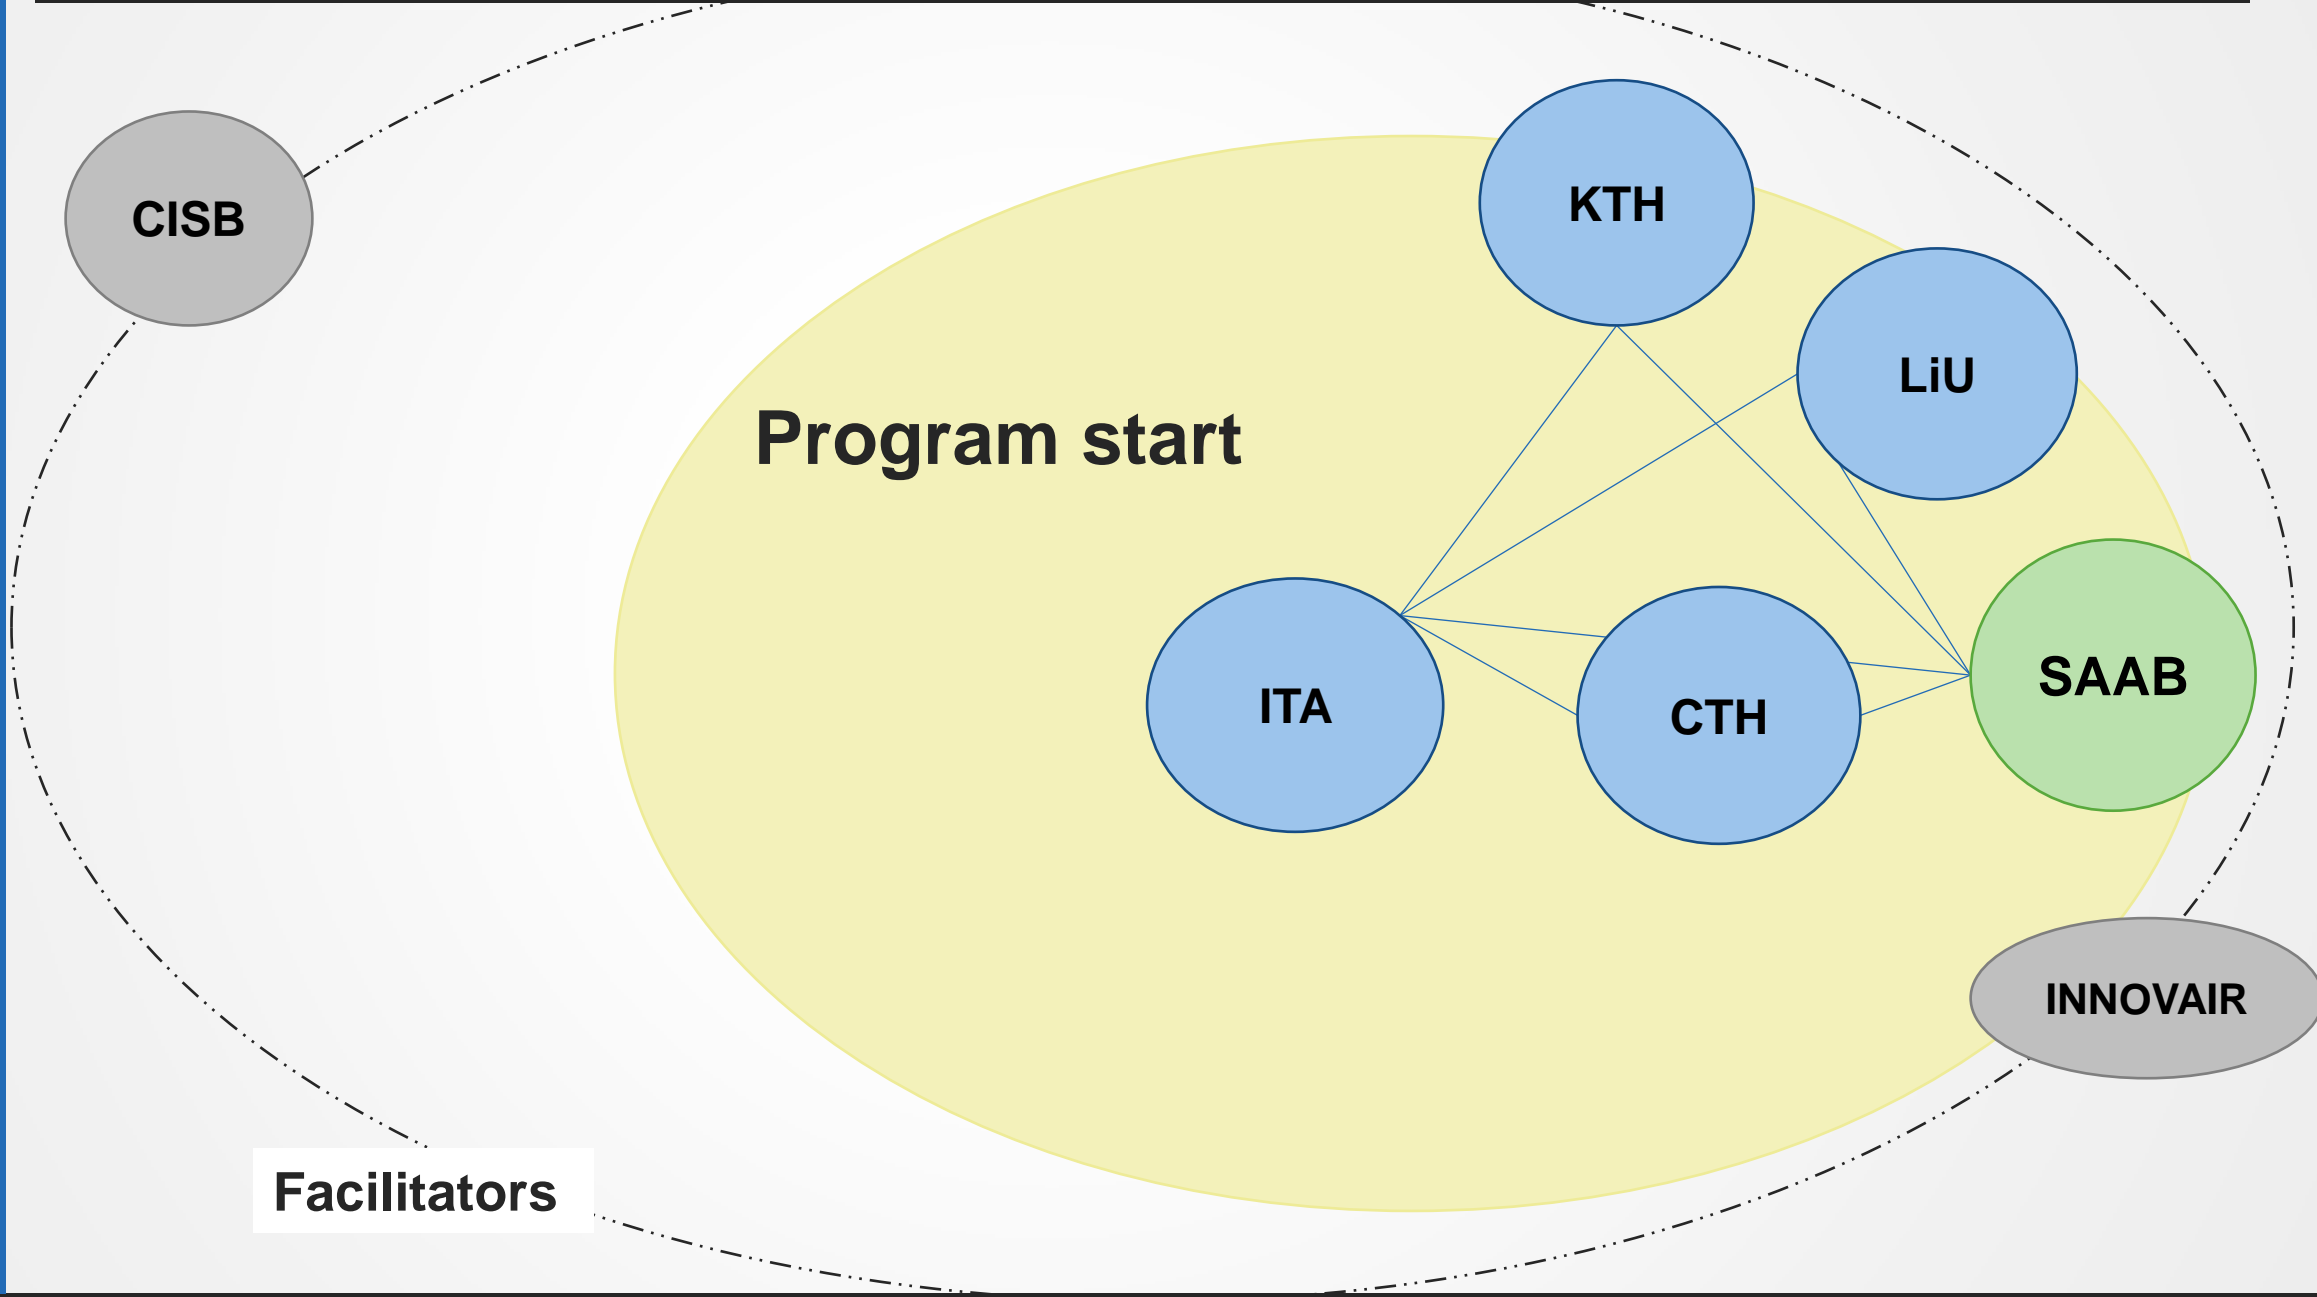 KTH
CISB
LiU
Program start
SAAB
ITA
CTH
INNOVAIR
Facilitators